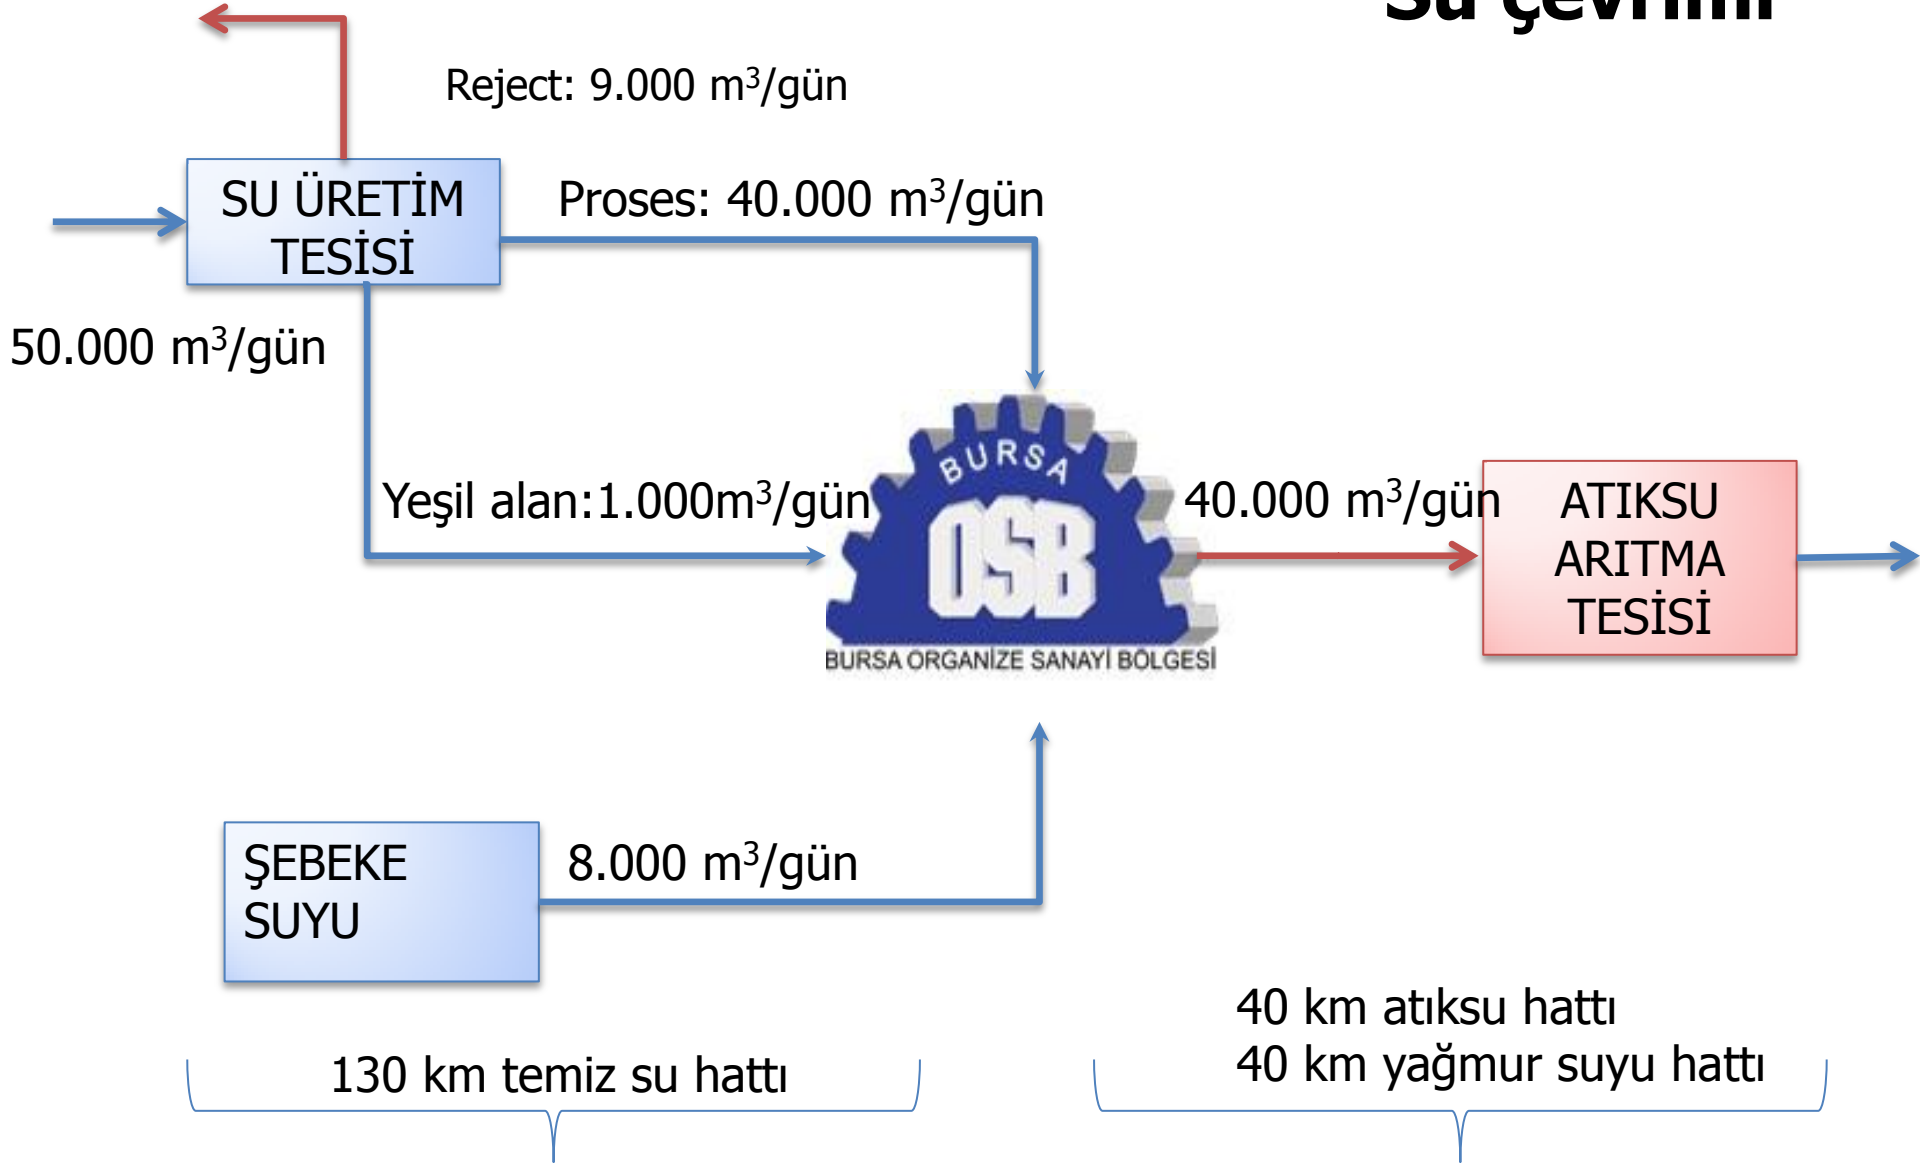 Su çevrimi
Reject: 9.000 m³/gün
SU ÜRETİM
TESİSİ
Proses: 40.000 m³/gün
50.000 m³/gün
BURSA
OSB
BURSA ORGANİZE SANAYİ BÖLGESİ
Yeşil alan:1.000m³/gün
40.000 m³/gün
ATIKSU
ARITMA
TESİSİ
ŞEBEKE
SUYU
8.000 m³/gün
40 km atıksu hattı
40 km yağmur suyu hattı
130 km temiz su hattı